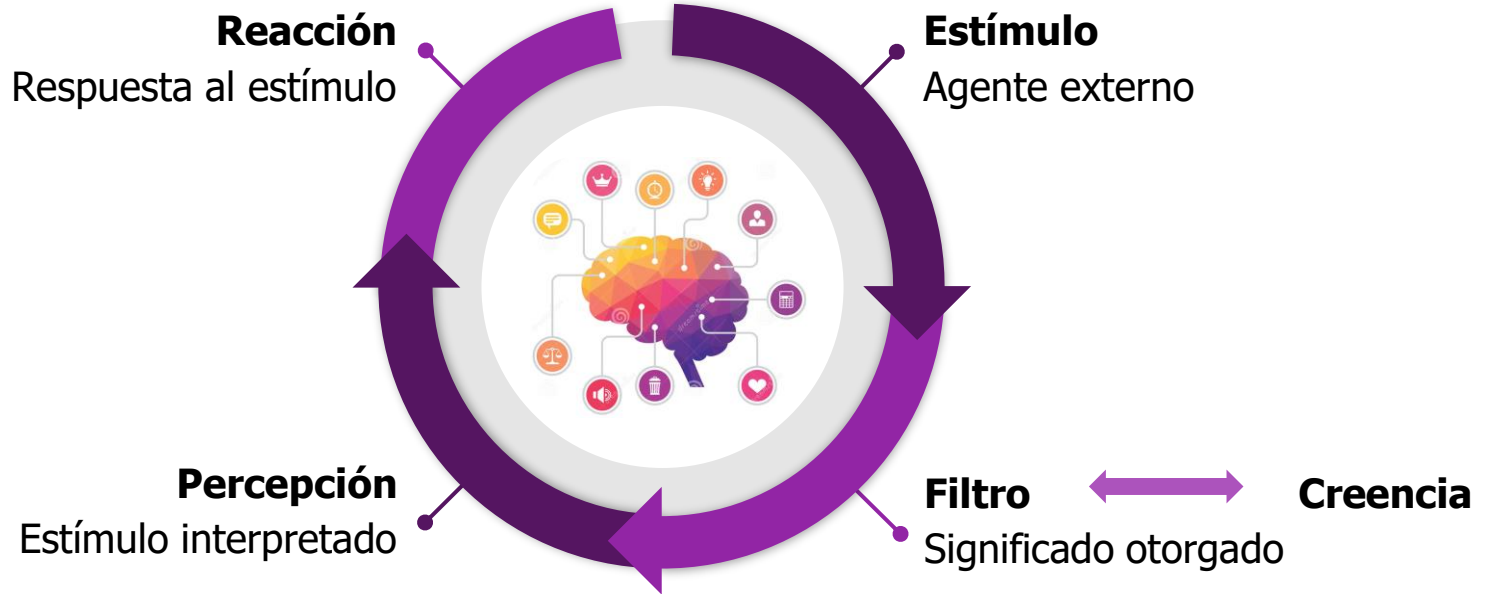 Reacción
Respuesta al estímulo
Estímulo
Agente externo
Percepción
Estímulo interpretado
Filtro
Significado otorgado
Creencia